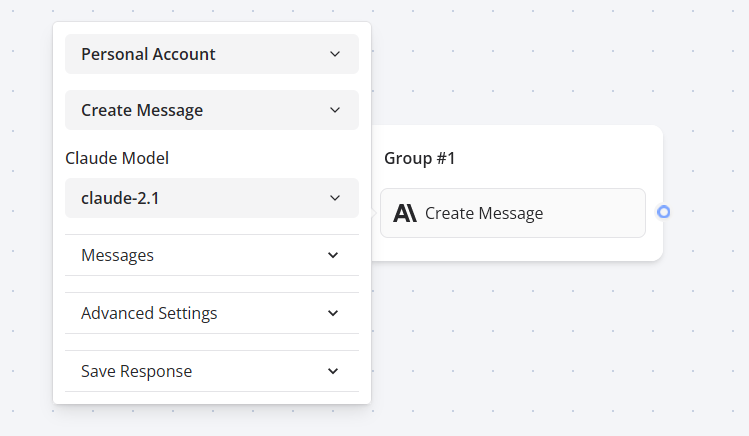 Personal Account
Create Message
Claude Model
claude-2.1
Messages
Advanced Settings
Save Response
Group #1
Create Message